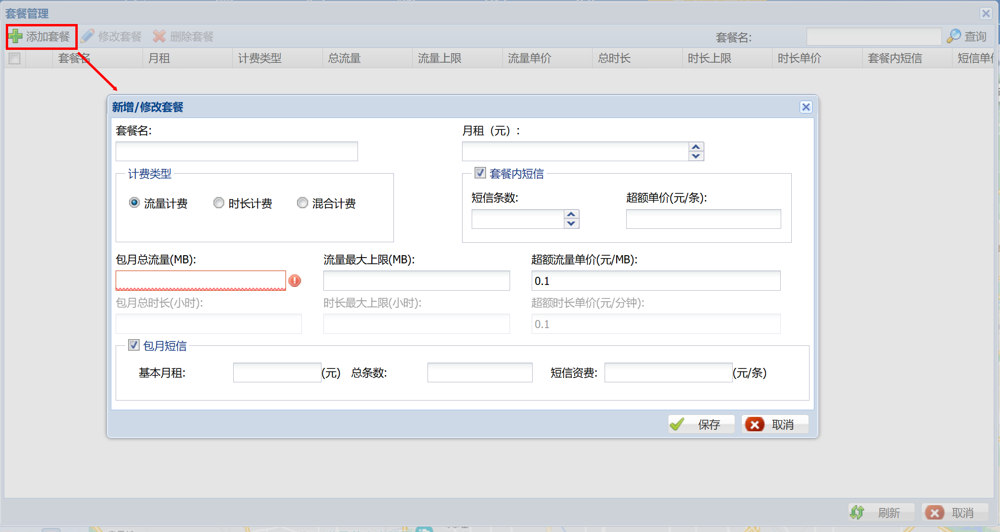 套餐管理
添加套餐 修改套餐 删除套餐 套餐名: 查询
套餐名 月租 计费类型 总流量 流量上限 流量单价 总时长 时长上限 时长单价 套餐内短信 短信单价
新增/修改套餐
套餐名: 月租（元）:
计费类型 套餐内短信
流量计费 时长计费 混合计费
短信条数: 超额单价(元/条):
包月总流量(MB): 流量最大上限(MB): 超额流量单价(元/MB):
0.1
包月总时长(小时): 时长最大上限(小时): 超额时长单价(元/分钟):
0.1
包月短信
基本月租: (元) 总条数: 短信资费: (元/条)
保存 取消
刷新 取消